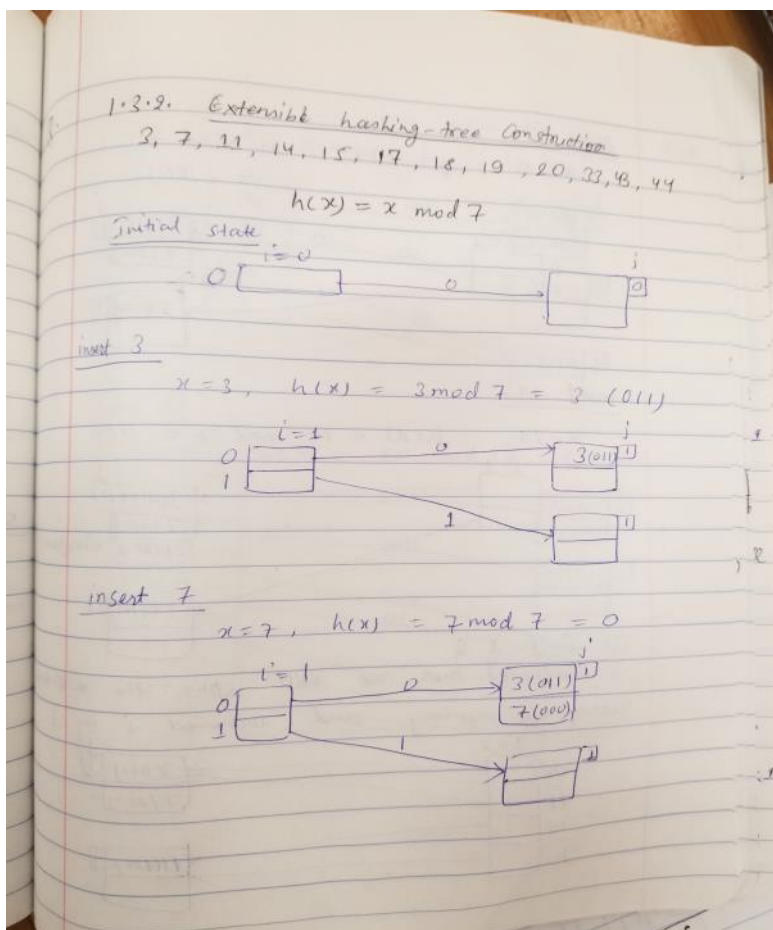 1.3.2. Extensible hashing-tree Construction
3, 7, 11, 14, 15, 17, 18, 19, 20, 33, 43, 44
h(x) = x mod 7
Initial state
i = 0
j
0
0
0
insert 3
x = 3, h(x) = 3 mod 7 = 3 (011)
i = 1
j
0
0
3(011)
1
1
1
1
insert 7
x = 7, h(x) = 7 mod 7 = 0
i = 1
j
0
0
3(011)
1
1
7(000)
1
1